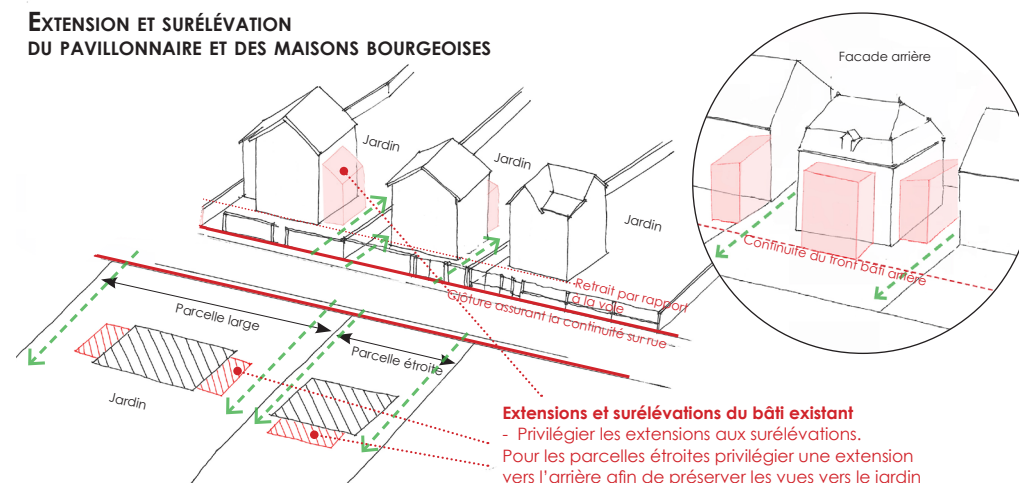 EXTENSION ET SURÉLÉVATION
DU PAVILLONNAIRE ET DES MAISONS BOURGEOISES
Facade arrière
Jardin
Jardin
Jardin
Continuité du front bâti arrière
Retrait par rapport
à la voie
Clôture assurant la continuité sur rue
Parcelle large
Parcelle étroite
Jardin
Extensions et surélévations du bâti existant
- Privilégier les extensions aux surélévations.
Pour les parcelles étroites privilégier une extension
vers l'arrière afin de préserver les vues vers le jardin